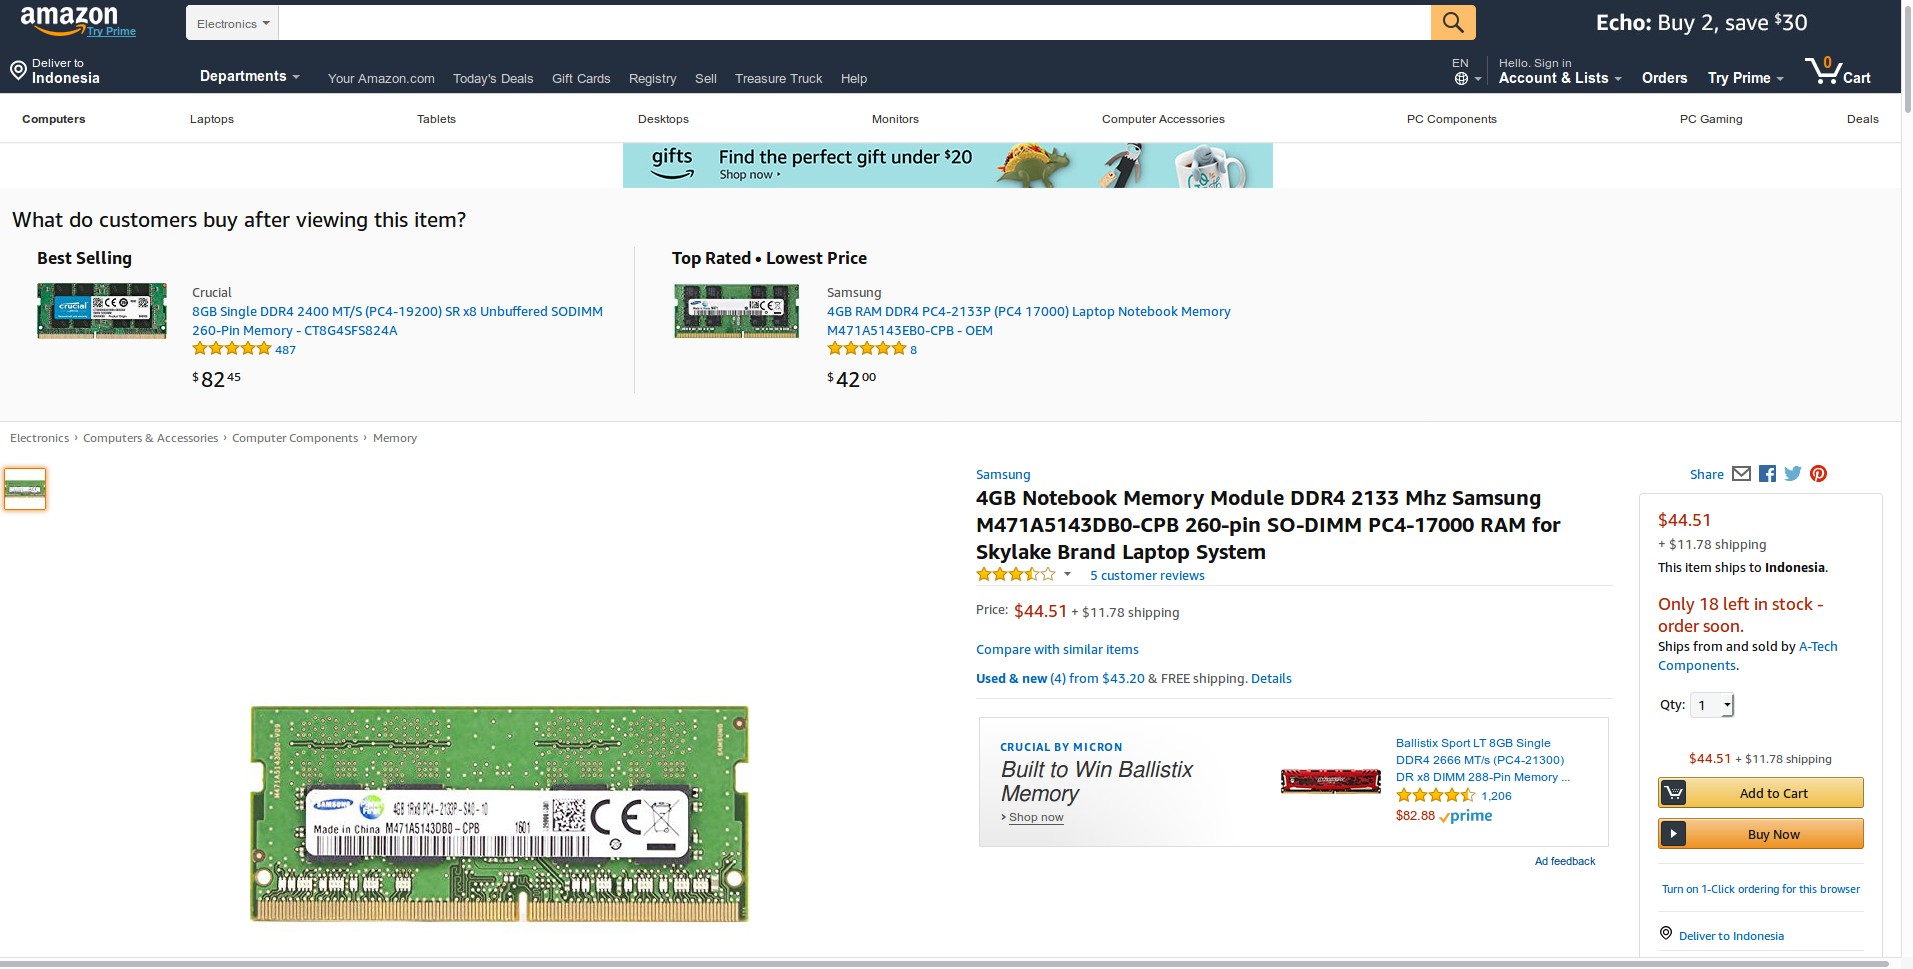 amazon
Try Prime
Electronics
Echo: Buy 2, save $30
Deliver to
Indonesia
Departments
Your Amazon.com Today's Deals Gift Cards Registry Sell Treasure Truck Help
EN
Hello. Sign in
Account & Lists
Orders
Try Prime
0
Cart
Computers Laptops Tablets Desktops Monitors Computer Accessories PC Components PC Gaming Deals
gifts
Find the perfect gift under $20
Shop now ›
What do customers buy after viewing this item?
Best Selling
crucial
Crucial
8GB Single DDR4 2400 MT/S (PC4-19200) SR x8 Unbuffered SODIMM
260-Pin Memory - CT8G4SFS824A
487
$82 45
Top Rated • Lowest Price
Samsung
4GB RAM DDR4 PC4-2133P (PC4 17000) Laptop Notebook Memory
M471A5143EB0-CPB - OEM
8
$42 00
Electronics › Computers & Accessories › Computer Components › Memory
M471A5143DB0-V09
SAMSUNG
SAMSUNG
4GB 1Rx8 PC4-2133P-SA0-10
Made in China M471A5143DB0-CPB 1601
CE
Samsung
4GB Notebook Memory Module DDR4 2133 Mhz Samsung
M471A5143DB0-CPB 260-pin SO-DIMM PC4-17000 RAM for
Skylake Brand Laptop System
5 customer reviews
Price: $44.51 + $11.78 shipping
Compare with similar items
Used & new (4) from $43.20 & FREE shipping. Details
CRUCIAL BY MICRON
Built to Win Ballistix
Memory
› Shop now
Ballistix Sport LT 8GB Single
DDR4 2666 MT/s (PC4-21300)
DR x8 DIMM 288-Pin Memory ...
1,206
$82.88 prime
Ad feedback
Share
$44.51
+ $11.78 shipping
This item ships to Indonesia.
Only 18 left in stock -
order soon.
Ships from and sold by A-Tech
Components.
Qty: 1
$44.51 + $11.78 shipping
Add to Cart
Buy Now
Turn on 1-Click ordering for this browser
Deliver to Indonesia